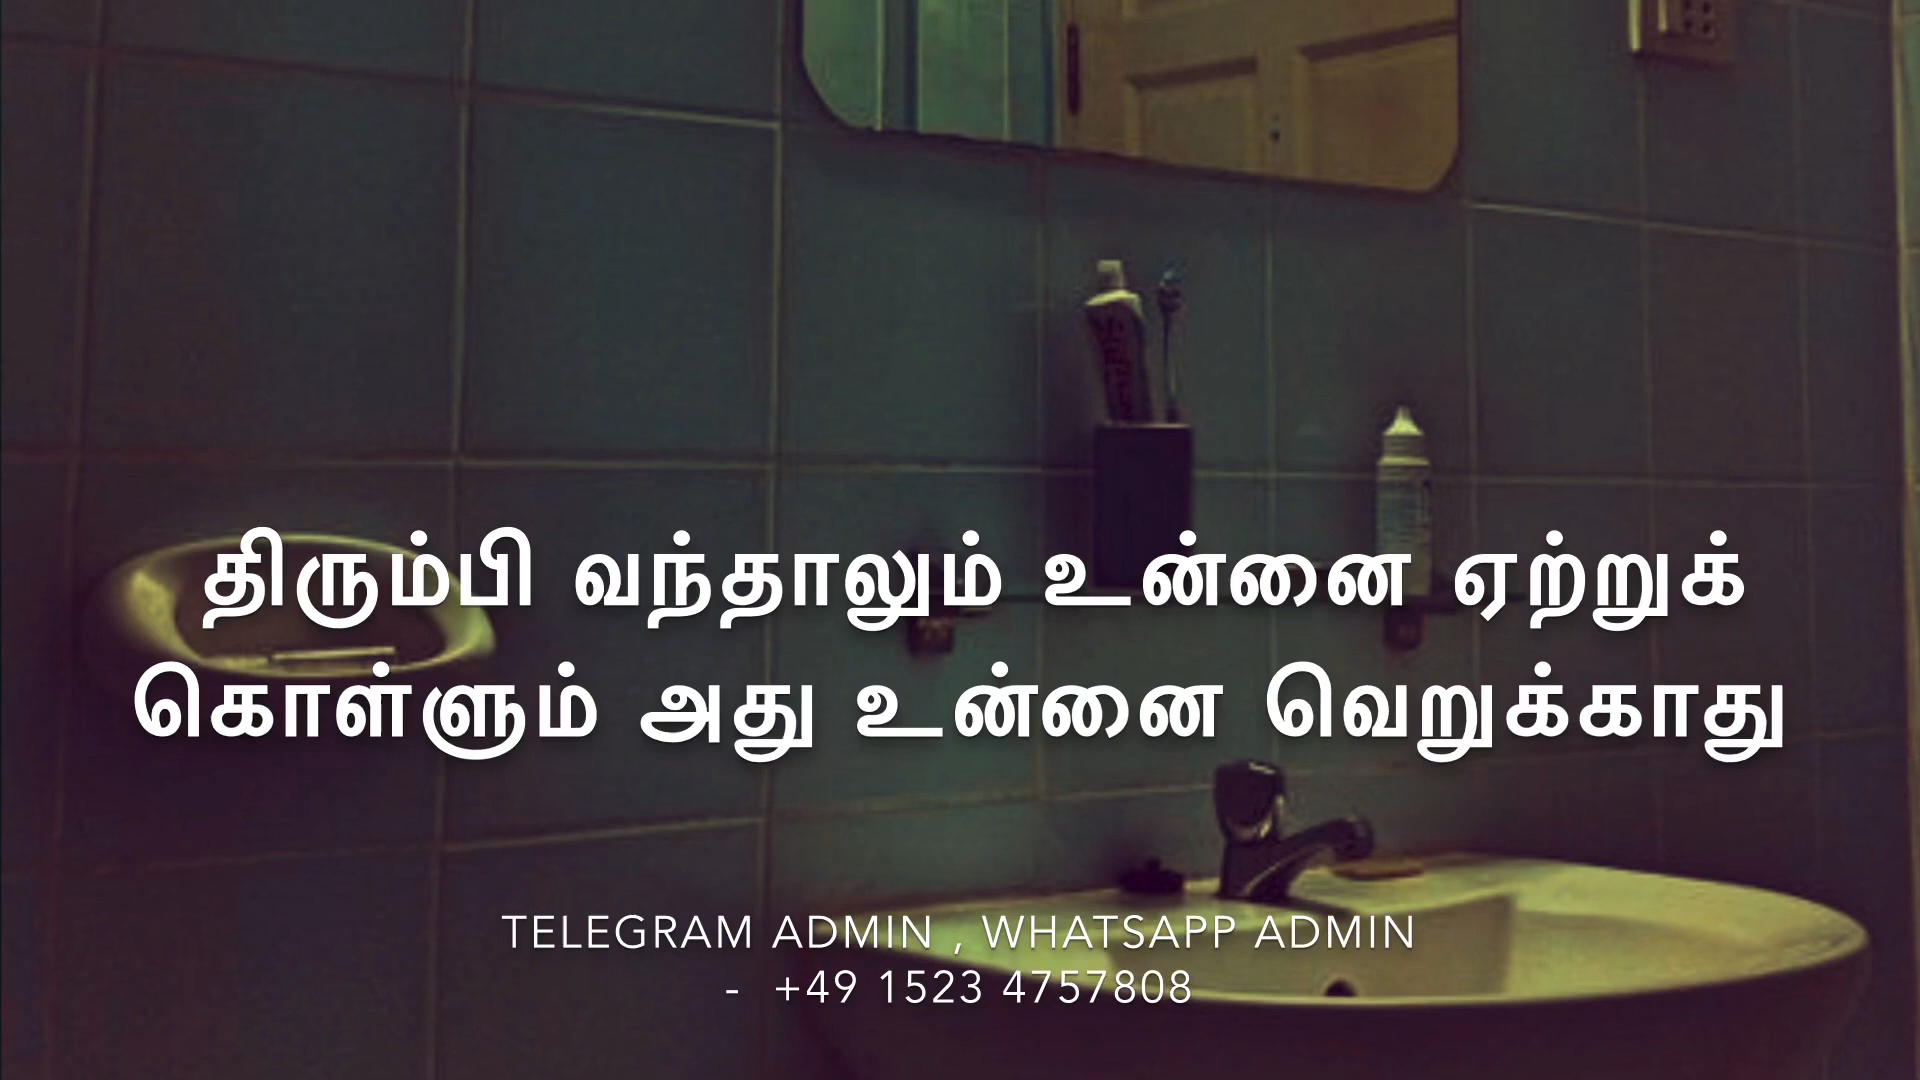 திரும்பி வந்தாலும் உன்னை ஏற்றுக்
கொள்ளும் அது உன்னை வெறுக்காது
TELEGRAM ADMIN , WHATSAPP ADMIN
- +49 1523 4757808